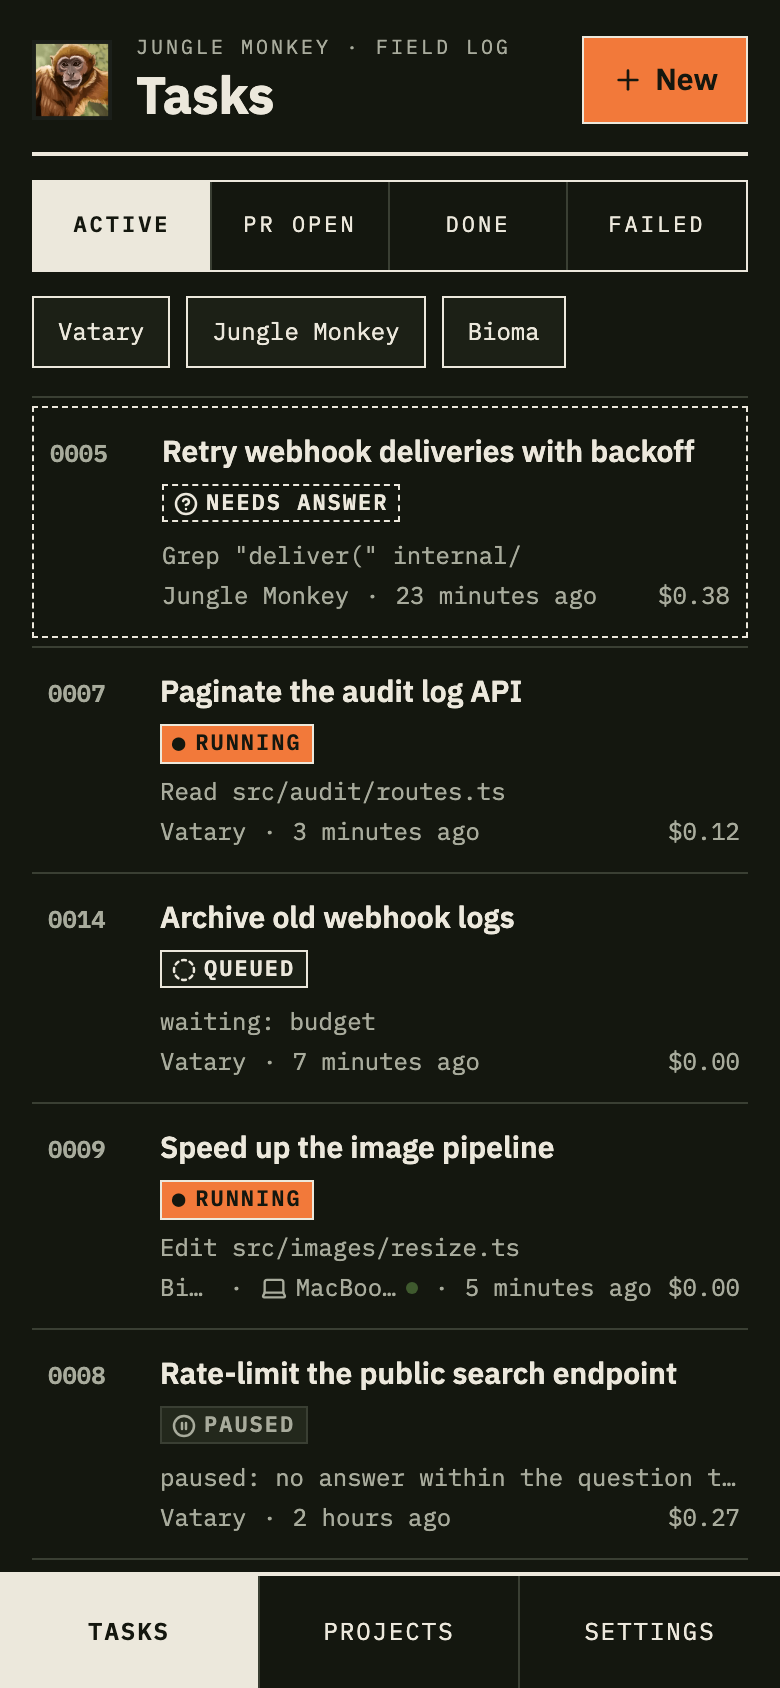 JUNGLE MONKEY · FIELD LOG
Tasks
+ New
ACTIVE PR OPEN DONE FAILED
Vatary Jungle Monkey Bioma
0005 Retry webhook deliveries with backoff
NEEDS ANSWER
Grep "deliver(" internal/
Jungle Monkey · 23 minutes ago $0.38
0007 Paginate the audit log API
RUNNING
Read src/audit/routes.ts
Vatary · 3 minutes ago $0.12
0014 Archive old webhook logs
QUEUED
waiting: budget
Vatary · 7 minutes ago $0.00
0009 Speed up the image pipeline
RUNNING
Edit src/images/resize.ts
Bi… · MacBoo… · 5 minutes ago $0.00
0008 Rate-limit the public search endpoint
PAUSED
paused: no answer within the question t…
Vatary · 2 hours ago $0.27
TASKS PROJECTS SETTINGS